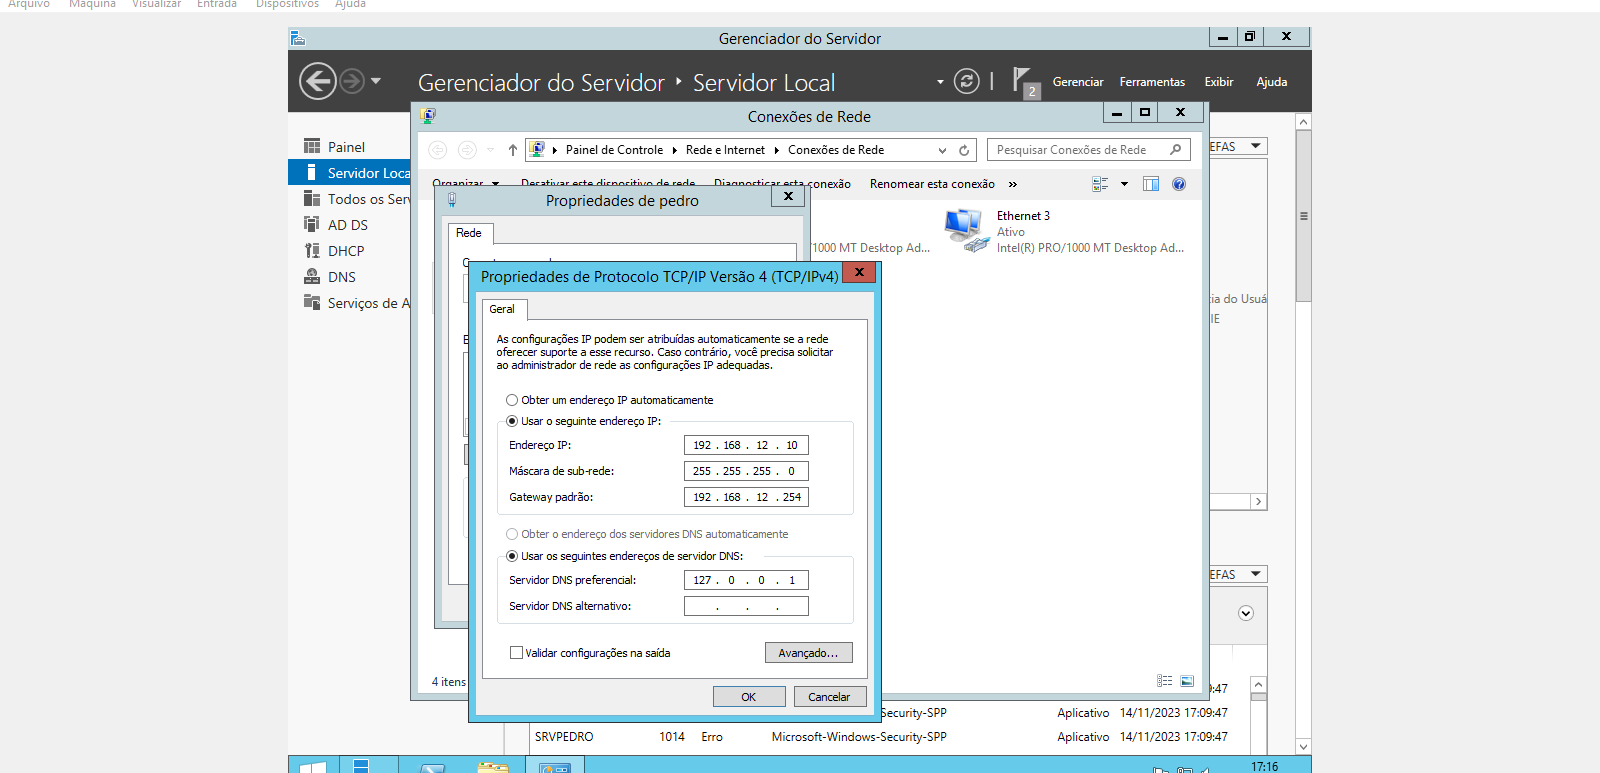 Arquivo Máquina Visualizar Entrada Dispositivos Ajuda
Gerenciador do Servidor
Gerenciador do Servidor Servidor Local
2 Gerenciar Ferramentas Exibir Ajuda
Conexões de Rede
Painel de Controle Rede e Internet Conexões de Rede
Pesquisar Conexões de Rede
Organizar Desativar este dispositivo de rede Diagnosticar esta conexão Renomear esta conexão »
Painel
Servidor Loca
Todos os Ser
AD DS
DHCP
DNS
Serviços de A
EFAS
Ethernet 3
Ativo
/1000 MT Desktop Ad...
Intel(R) PRO/1000 MT Desktop Ad...
cia do Usuá
IE
EFAS
Propriedades de pedro
Rede
Propriedades de Protocolo TCP/IP Versão 4 (TCP/IPv4)
Geral
As configurações IP podem ser atribuídas automaticamente se a rede
oferecer suporte a esse recurso. Caso contrário, você precisa solicitar
ao administrador de rede as configurações IP adequadas.
Obter um endereço IP automaticamente
Usar o seguinte endereço IP:
Endereço IP: 192 . 168 . 12 . 10
Máscara de sub-rede: 255 . 255 . 255 . 0
Gateway padrão: 192 . 168 . 12 . 254
Obter o endereço dos servidores DNS automaticamente
Usar os seguintes endereços de servidor DNS:
Servidor DNS preferencial: 127 . 0 . 0 . 1
Servidor DNS alternativo: . . .
Validar configurações na saída
Avançado...
OK Cancelar
4 itens
9:47
Security-SPP Aplicativo 14/11/2023 17:09:47
SRVPEDRO 1014 Erro Microsoft-Windows-Security-SPP Aplicativo 14/11/2023 17:09:47
17:16